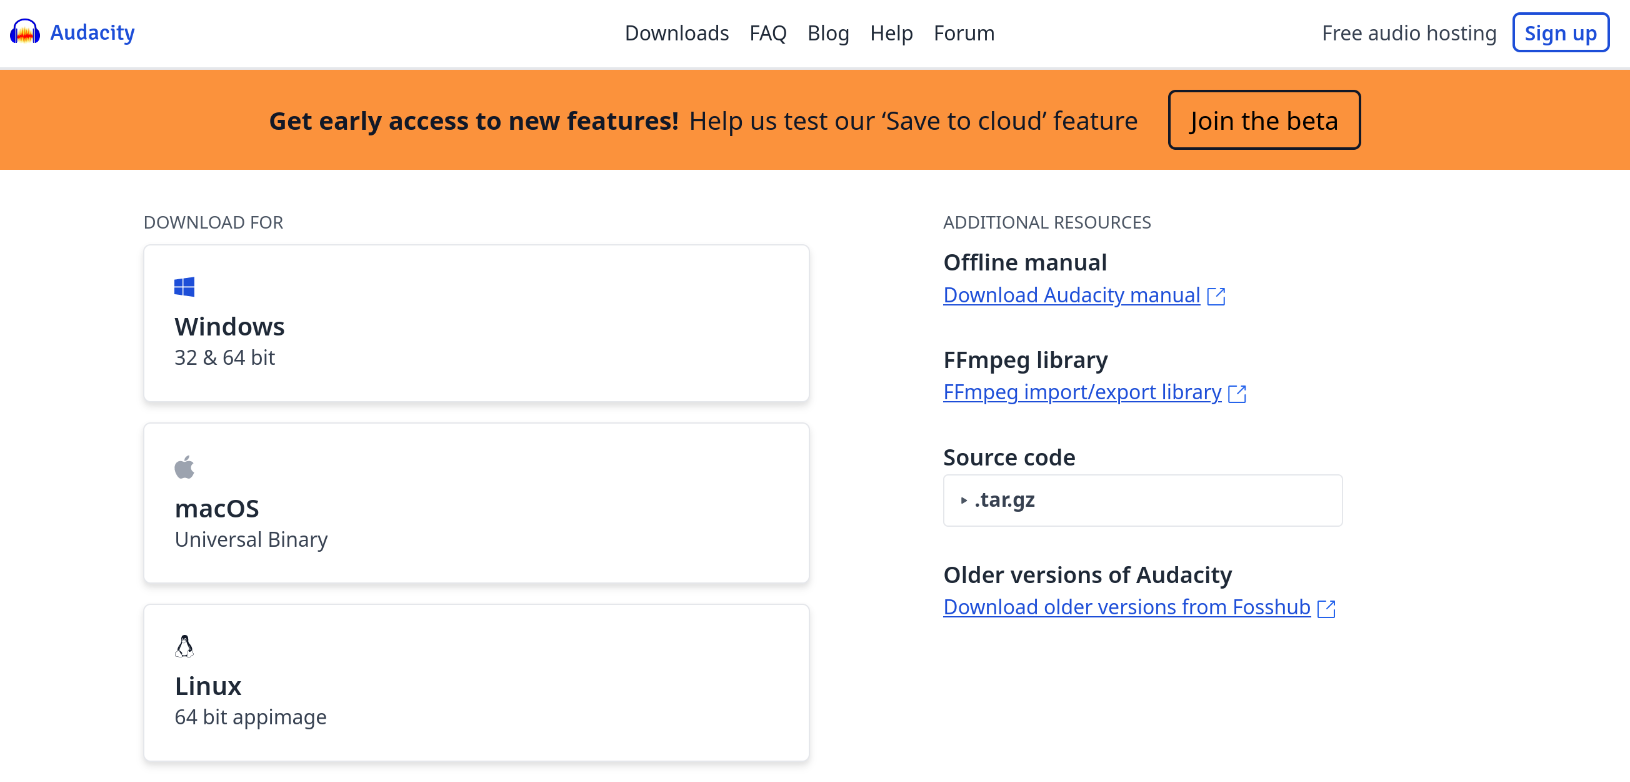 Audacity
Downloads FAQ Blog Help Forum
Free audio hosting Sign up
Get early access to new features! Help us test our ‘Save to cloud’ feature Join the beta
DOWNLOAD FOR
Windows
32 & 64 bit
macOS
Universal Binary
Linux
64 bit appimage
ADDITIONAL RESOURCES
Offline manual
Download Audacity manual
FFmpeg library
FFmpeg import/export library
Source code
.tar.gz
Older versions of Audacity
Download older versions from Fosshub